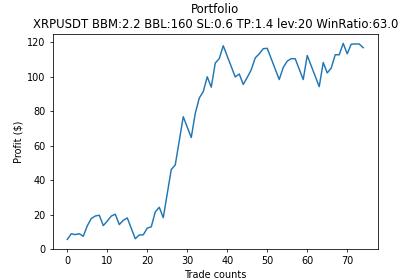 Portfolio
XRPUSDT BBM:2.2 BBL:160 SL:0.6 TP:1.4 lev:20 WinRatio:63.0
120
100
80
60
40
20
0
Profit ($)
0 10 20 30 40 50 60 70
Trade counts